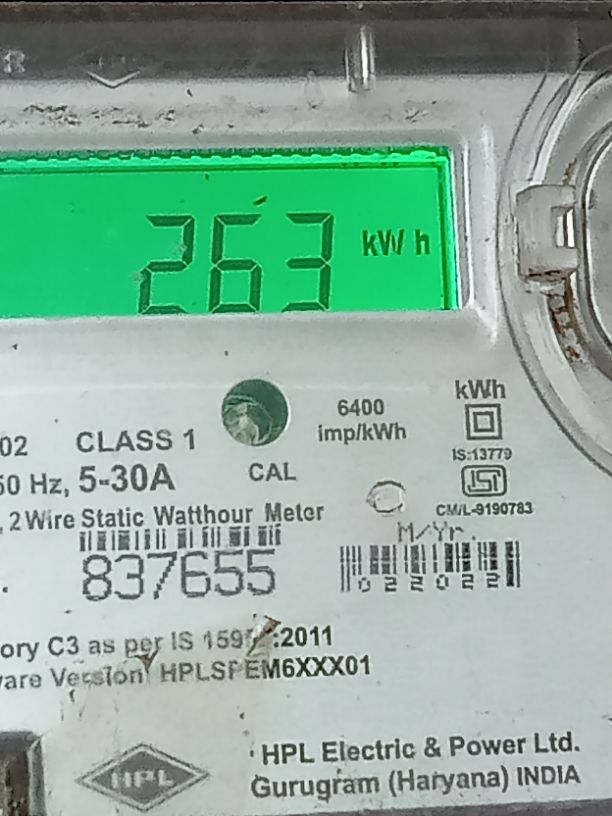 263 kWh
kWh
6400
imp/kWh
02 CLASS 1
IS:13779
50 Hz, 5-30A
CAL
ISI
CM/L-9190783
, 2 Wire Static Watthour Meter
M/Yr.
837655
022022
ory C3 as per IS :2011
are Version HPLSPEM6XXX01
HPL Electric & Power Ltd.
HPL
Gurugram (Haryana) INDIA